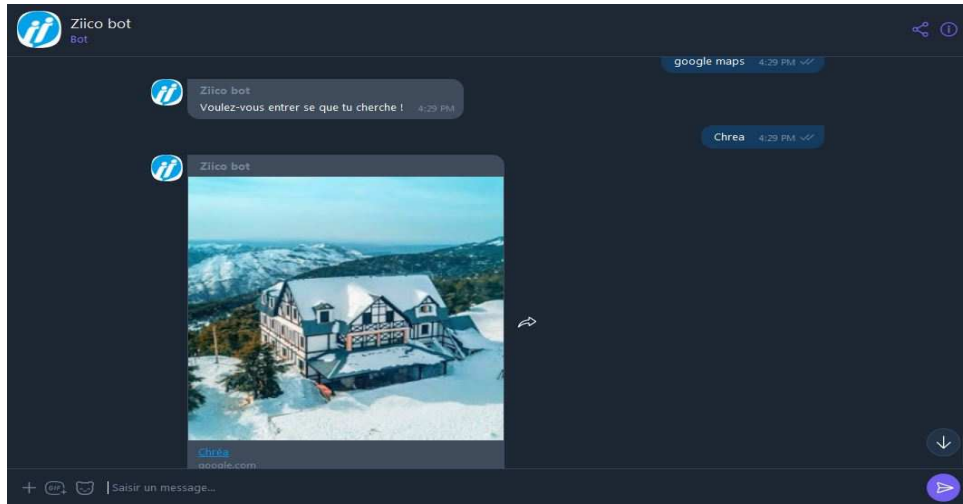 Ziico bot
Bot
google maps 4:29 PM
Ziico bot
Voulez-vous entrer se que tu cherche ! 4:29 PM
Chrea 4:29 PM
Ziico bot
Chréa
google.com
GIF
Saisir un message...